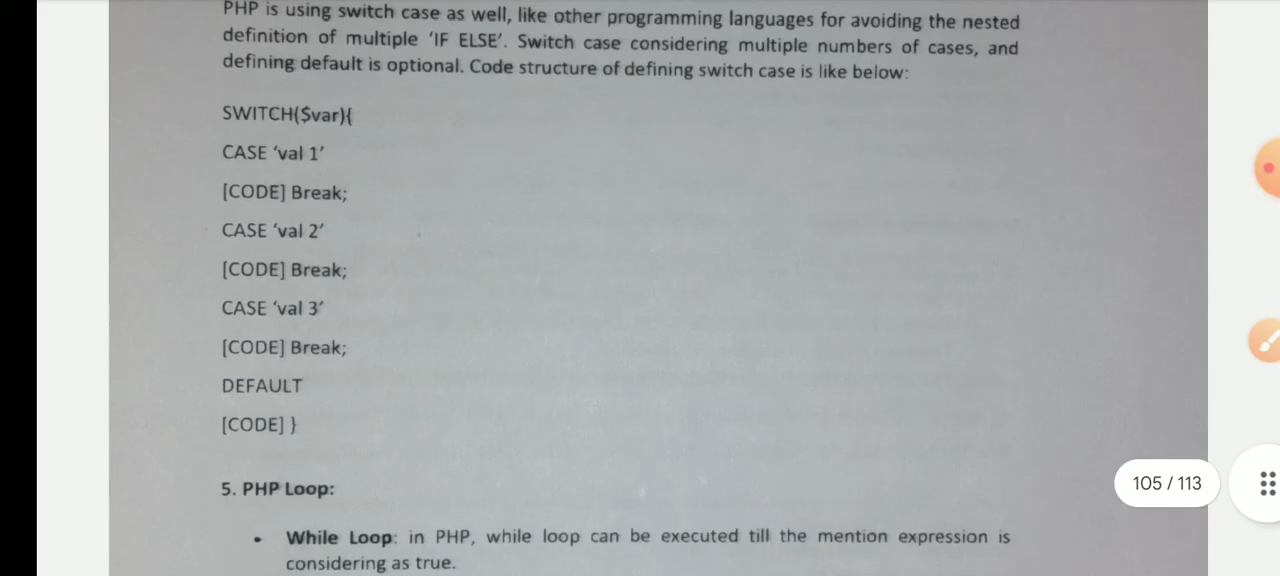 PHP is using switch case as well, like other programming languages for avoiding the nested
definition of multiple ‘IF ELSE’. Switch case considering multiple numbers of cases, and
defining default is optional. Code structure of defining switch case is like below:
SWITCH($var){
CASE ‘val 1’
[CODE] Break;
CASE ‘val 2’
[CODE] Break;
CASE ‘val 3’
[CODE] Break;
DEFAULT
[CODE] }
5. PHP Loop:
• While Loop: in PHP, while loop can be executed till the mention expression is
considering as true.
105 / 113